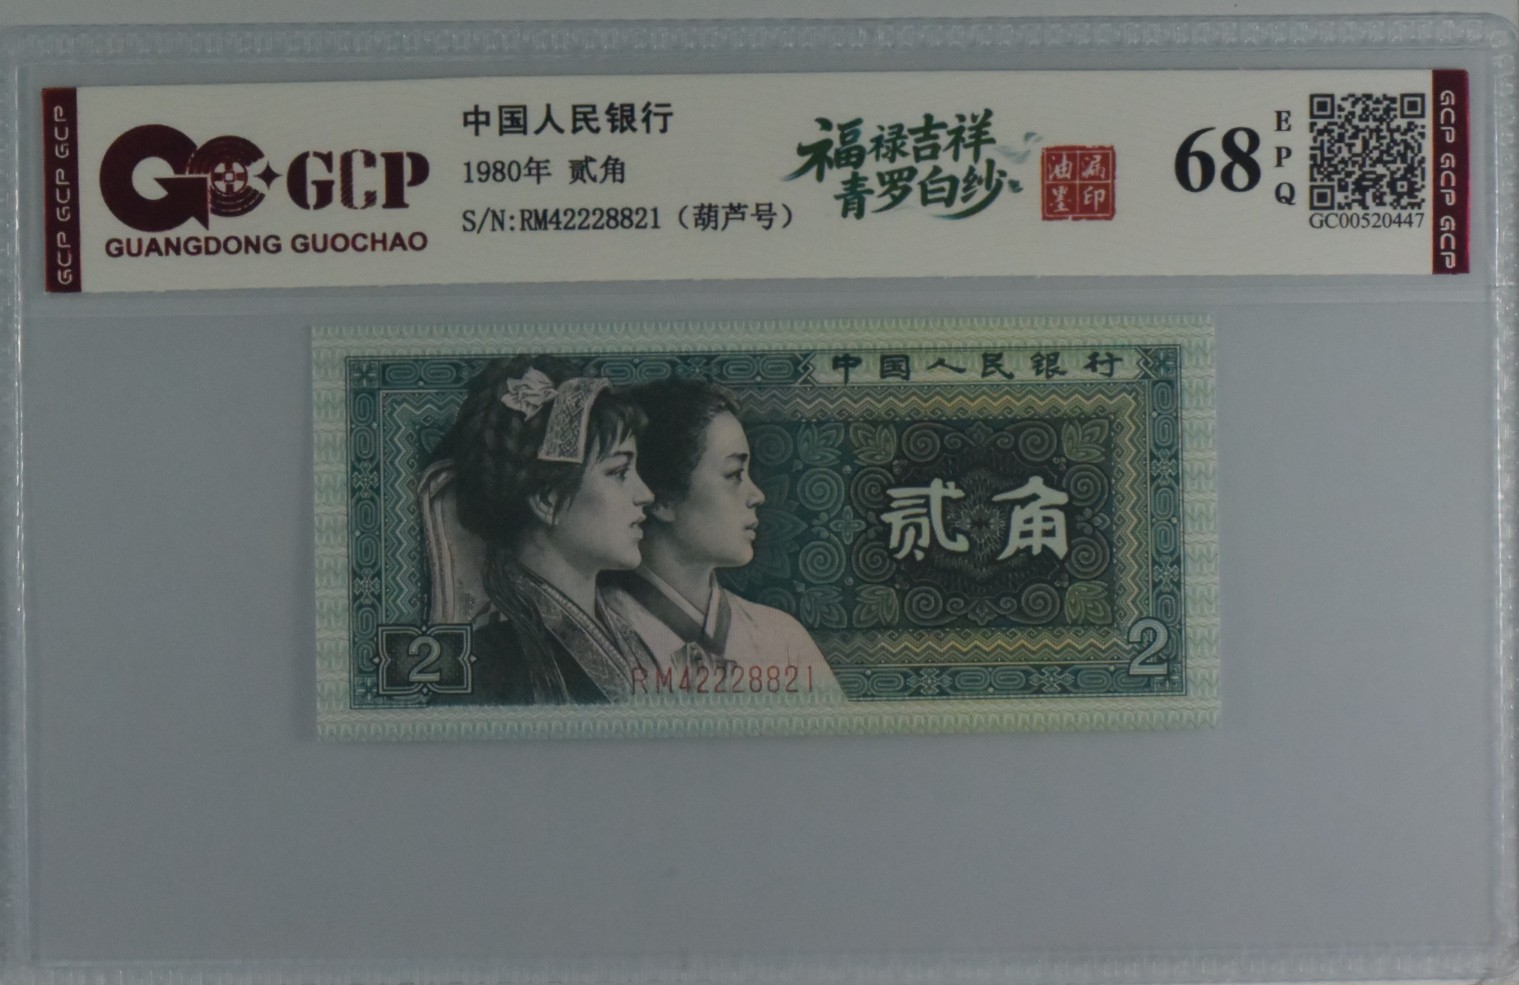 GCP GCP GCP
GCP
GUANGDONG GUOCHAO
中国人民银行
1980年 贰角
S/N:RM42228821（葫芦号）
福禄吉祥
青罗白纱
油漏
墨印
68
EPQ
GC00520447
GCP GCP GCP
中国人民银行
贰角
2
2
RM42228821